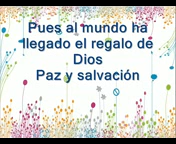 Pues al mundo ha
llegado el regalo de
Dios
Paz y salvación